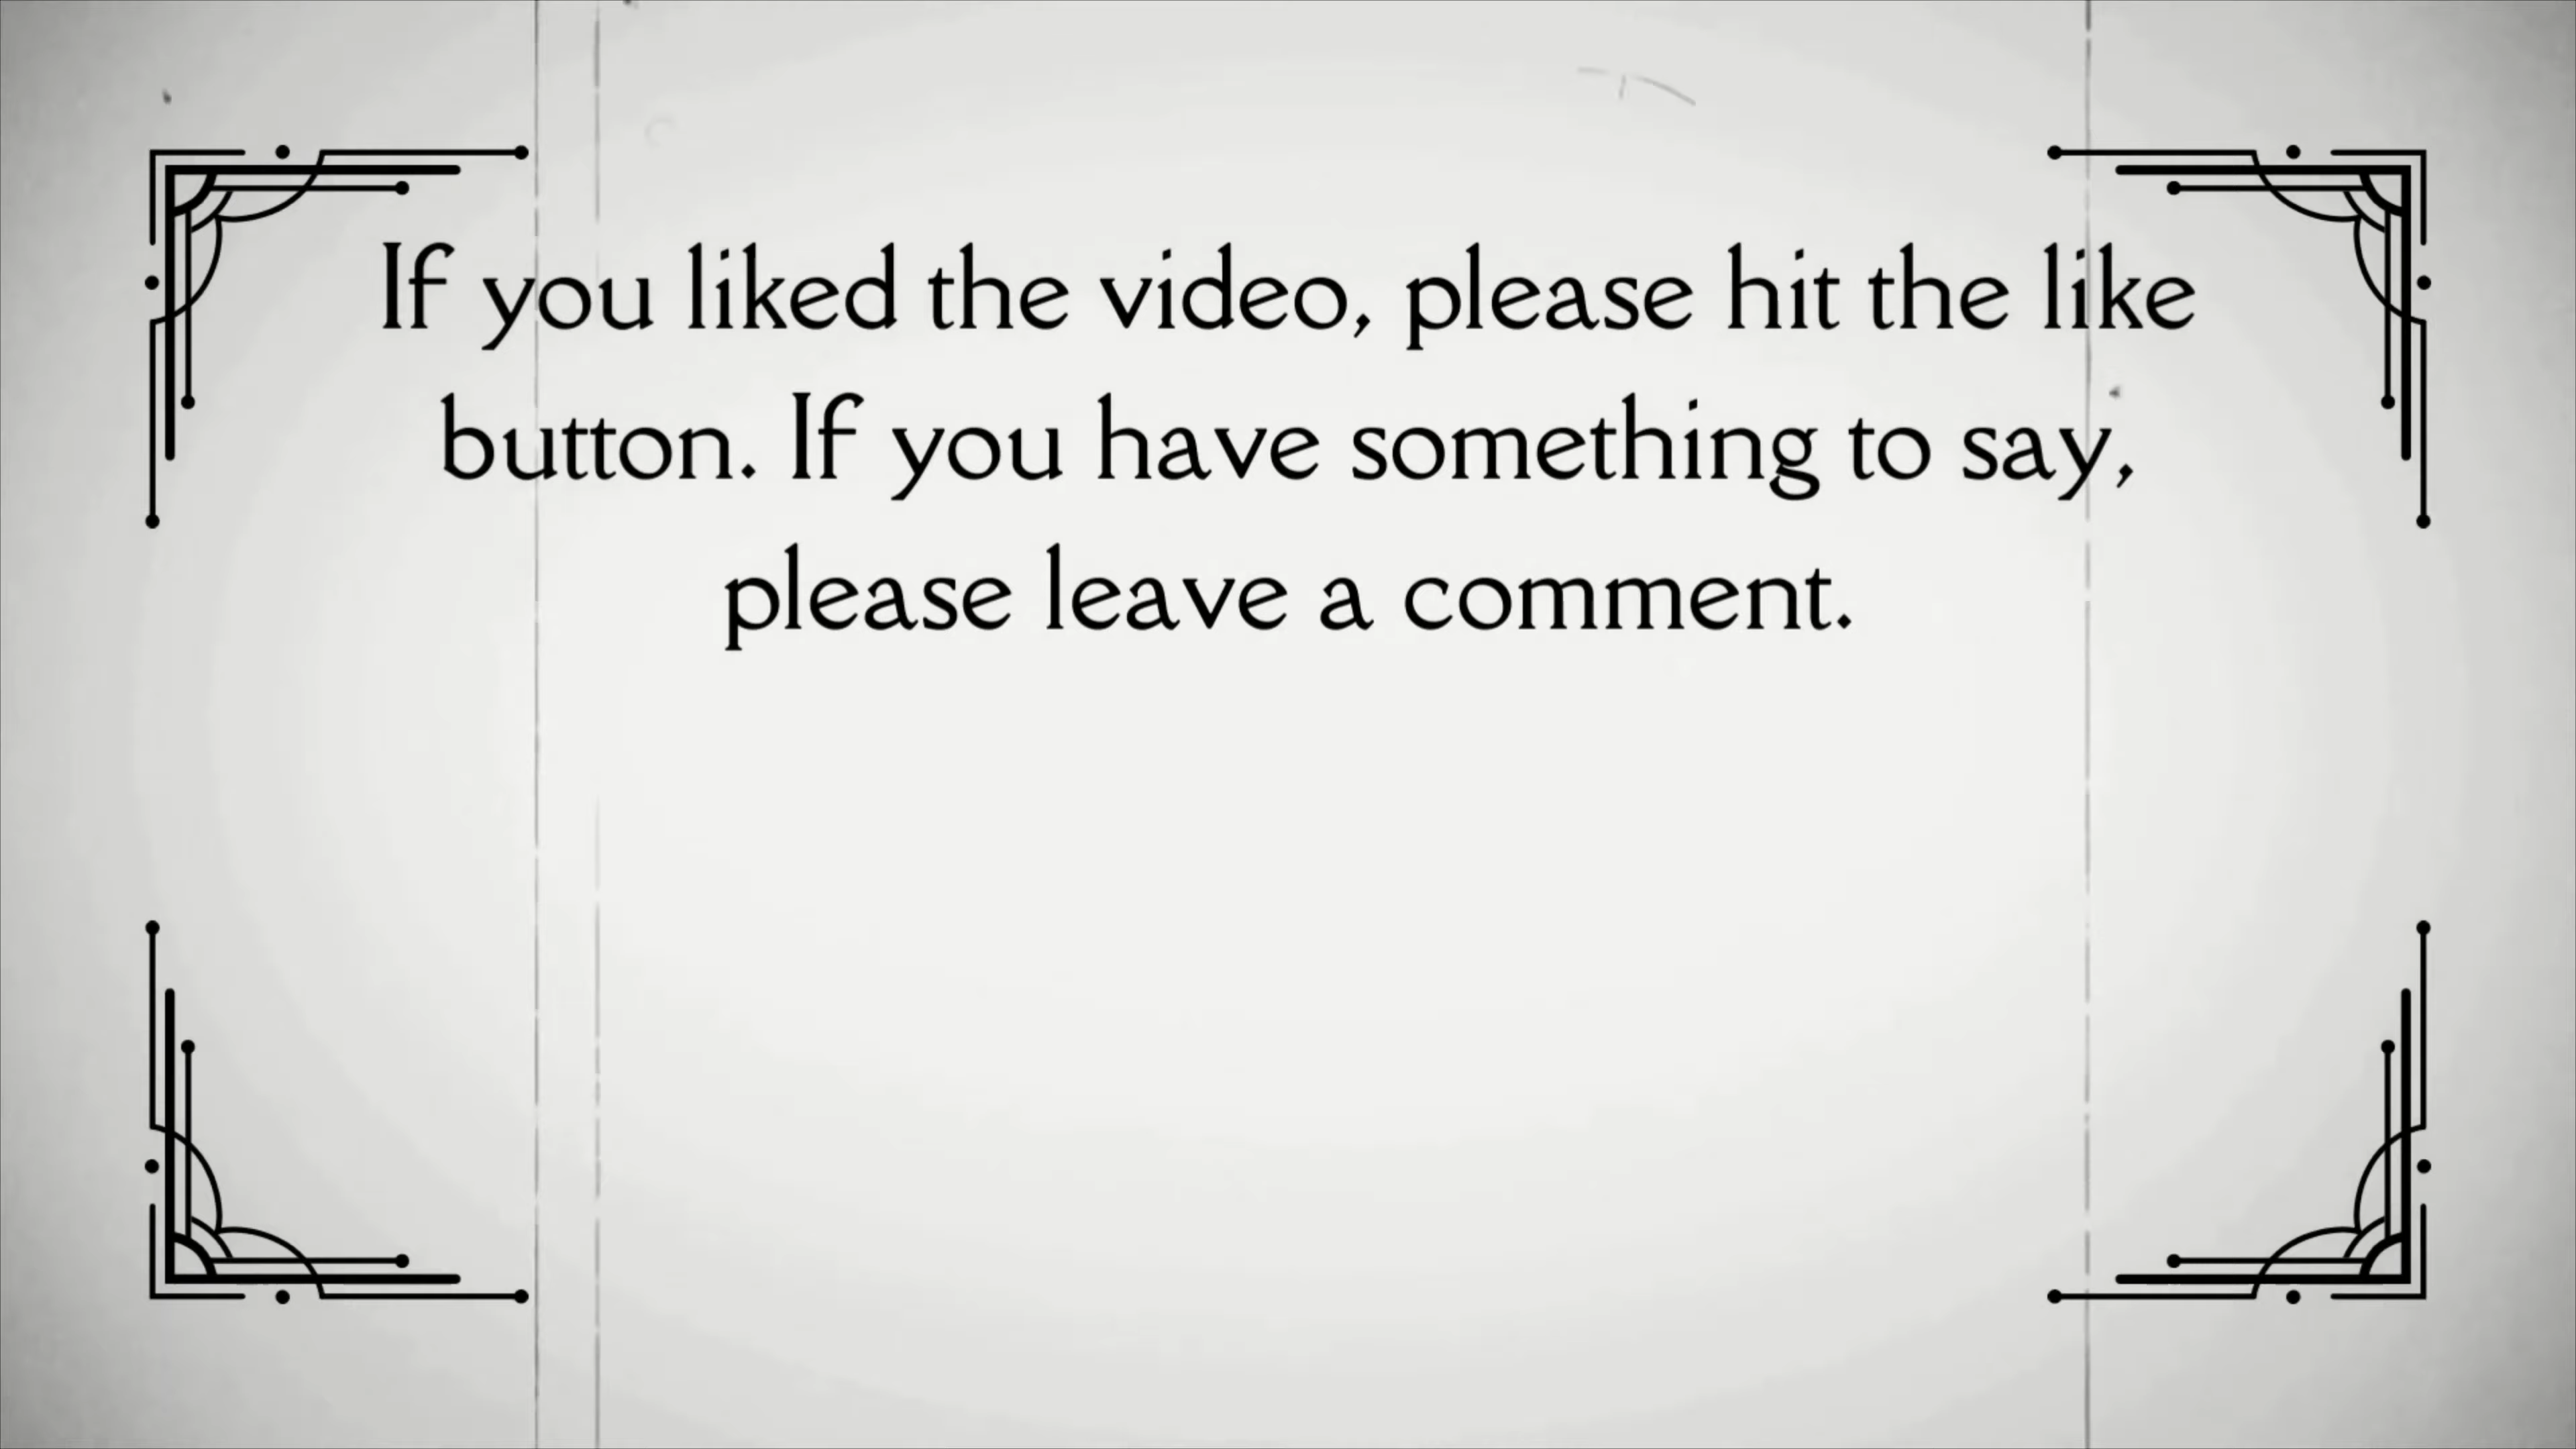 If you liked the video, please hit the like
button. If you have something to say,
please leave a comment.